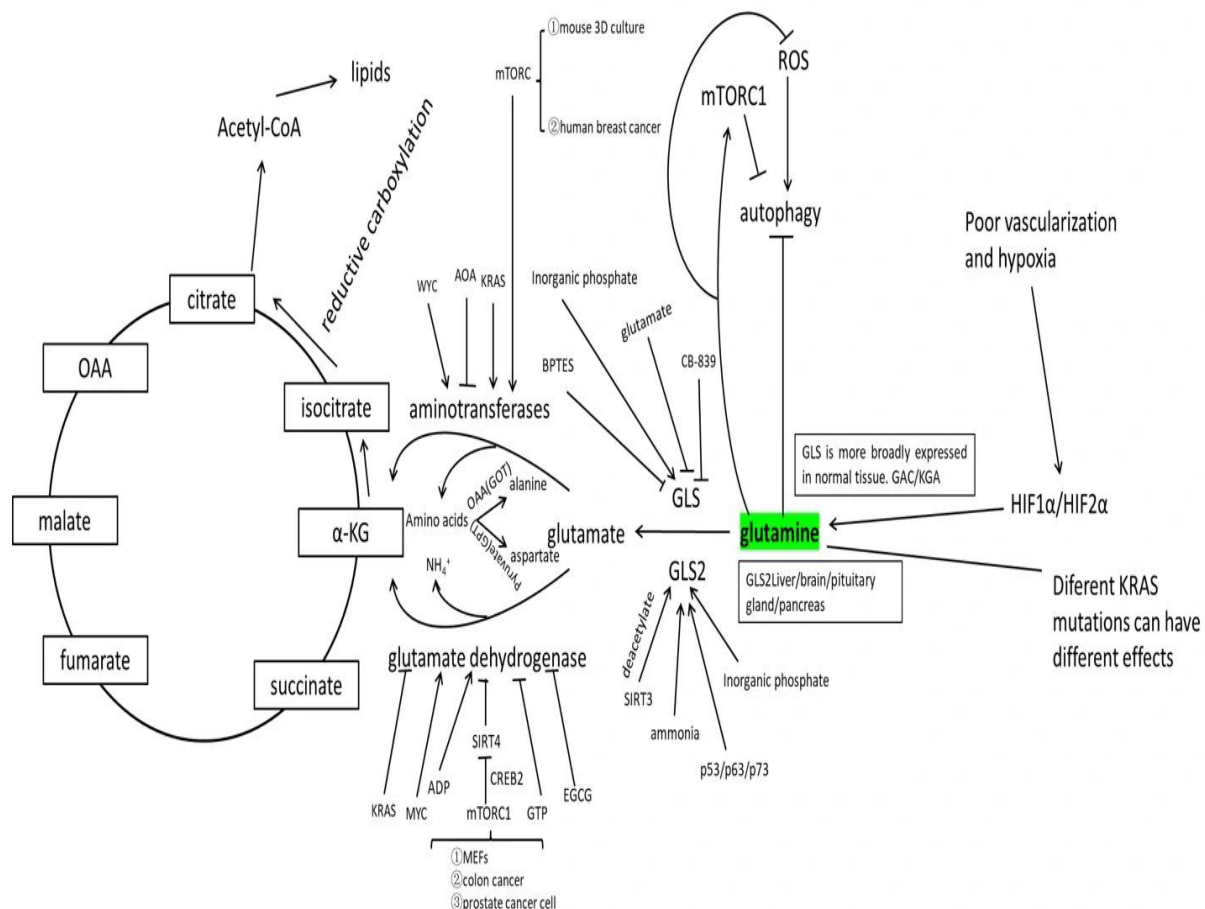 ①mouse 3D culture
mTORC
②human breast cancer
ROS
mTORC1
autophagy
lipids
Acetyl-CoA
reductive carboxylation
Poor vascularization
and hypoxia
citrate
OAA
isocitrate
malate
α-KG
fumarate
succinate
WYC
AOA
KRAS
aminotransferases
Inorganic phosphate
glutamate
BPTES
CB-839
GLS
GLS is more broadly expressed
in normal tissue. GAC/KGA
HIF1α/HIF2α
OAA(GOT)
alanine
Amino acids
pyruvate(GPT)
aspartate
NH₄⁺
glutamate
glutamine
GLS2
GLS2Liver/brain/pituitary
gland/pancreas
Diferent KRAS
mutations can have
different effects
glutamate dehydrogenase
deacetylate
SIRT3
ammonia
p53/p63/p73
Inorganic phosphate
KRAS
MYC
ADP
SIRT4
CREB2
mTORC1
GTP
EGCG
①MEFs
②colon cancer
③prostate cancer cell